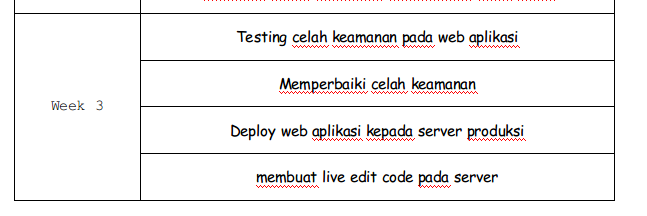 Testing celah keamanan pada web aplikasi
Memperbaiki celah keamanan
Week 3
Deploy web aplikasi kepada server produksi
membuat live edit code pada server